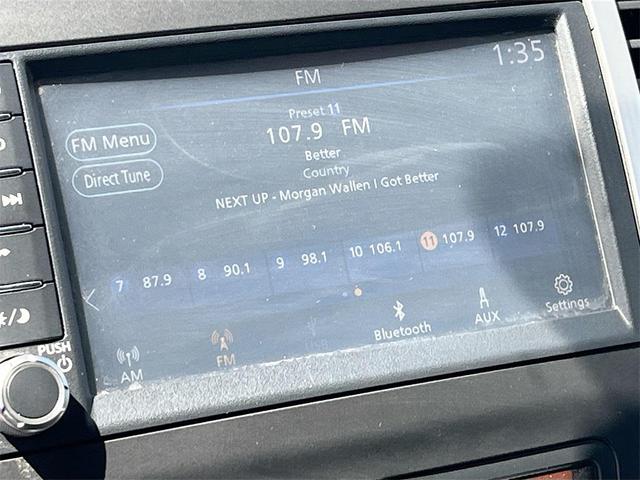 1:35
FM
Preset 11
107.9 FM
FM Menu
Better
Direct Tune
Country
NEXT UP - Morgan Wallen I Got Better
7 87.9 8 90.1 9 98.1 10 106.1 11 107.9 12 107.9
AM FM USB Bluetooth AUX Settings
PUSH